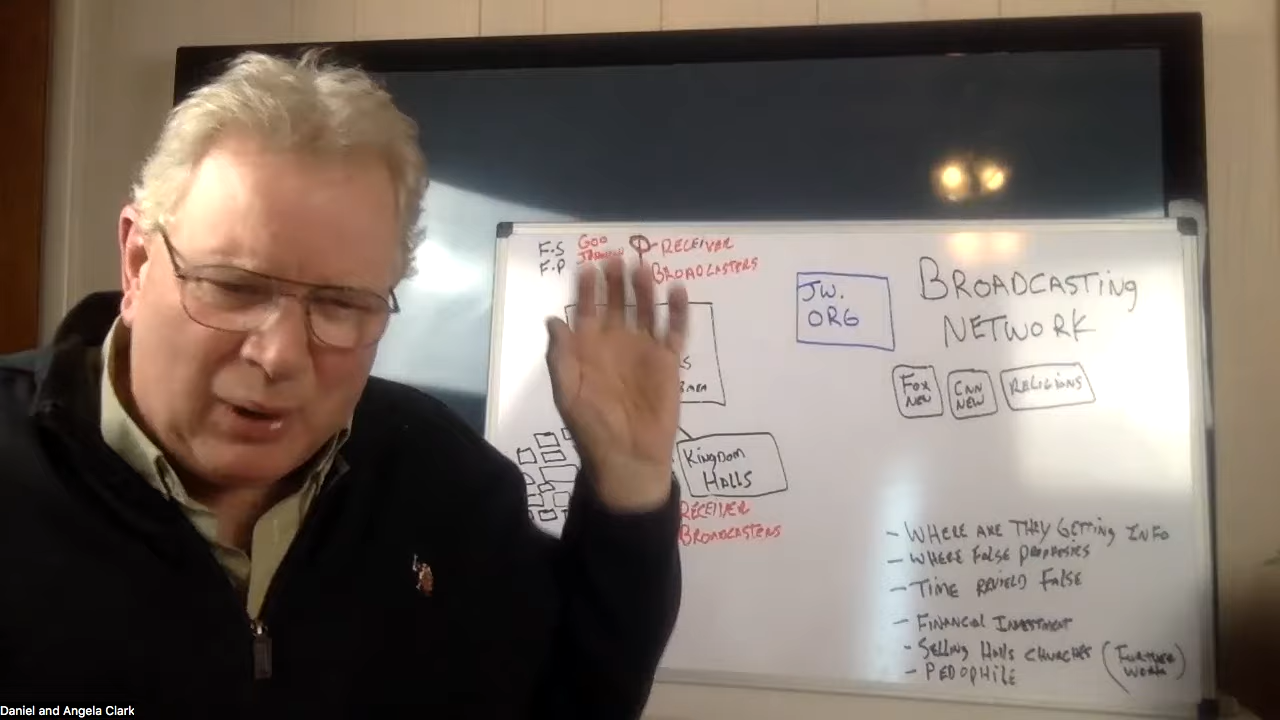 F.S GOD RECEIVER
F.P BROADCASTERS
JW.
ORG
BROADCASTING
NETWORK
FOX
NEW
CNN
NEW
RELIGIONS
KINGDOM
HALLS
RECEIVER
BROADCASTERS
- WHERE ARE THEY GETTING INFO
- WHERE FALSE PROPHESIES
- TIME FALSE
- FINANCIAL INVESTMENT
- SELLING HALLS CHURCHES (FURTHER
WORK)
- PEDOPHILE
Daniel and Angela Clark